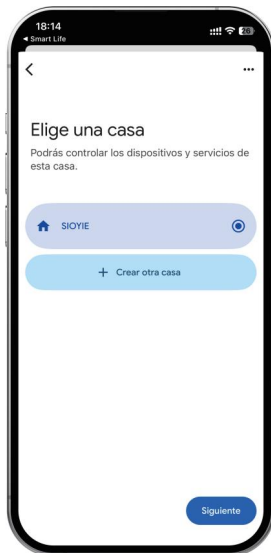 18:14
◀ Smart Life
26
Elige una casa
Podrás controlar los dispositivos y servicios de
esta casa.
SIOYIE
+ Crear otra casa
Siguiente